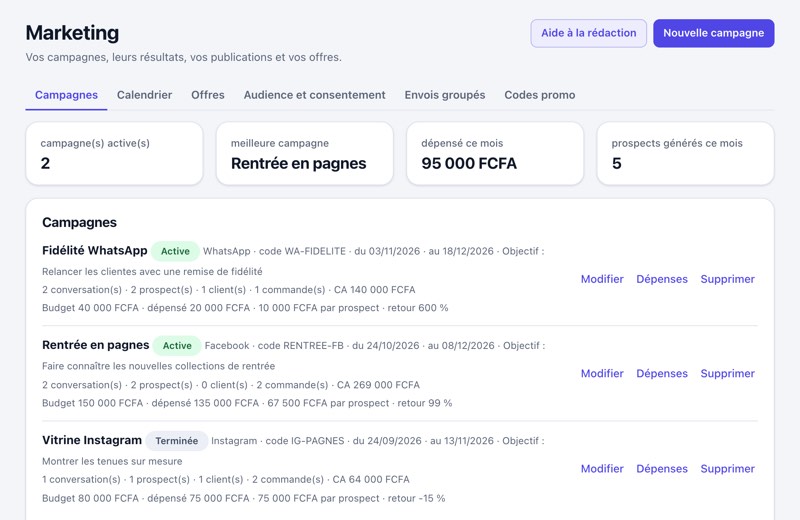 Marketing
Aide à la rédaction
Nouvelle campagne
Vos campagnes, leurs résultats, vos publications et vos offres.
Campagnes
Calendrier
Offres
Audience et consentement
Envois groupés
Codes promo
campagne(s) active(s)
2
meilleure campagne
Rentrée en pagnes
dépensé ce mois
95 000 FCFA
prospects générés ce mois
5
Campagnes
Fidélité WhatsApp Active WhatsApp · code WA-FIDELITE · du 03/11/2026 · au 18/12/2026 · Objectif :
Relancer les clientes avec une remise de fidélité
2 conversation(s) · 2 prospect(s) · 1 client(s) · 1 commande(s) · CA 140 000 FCFA
Budget 40 000 FCFA · dépensé 20 000 FCFA · 10 000 FCFA par prospect · retour 600 %
Modifier Dépenses Supprimer
Rentrée en pagnes Active Facebook · code RENTREE-FB · du 24/10/2026 · au 08/12/2026 · Objectif :
Faire connaître les nouvelles collections de rentrée
2 conversation(s) · 2 prospect(s) · 0 client(s) · 2 commande(s) · CA 269 000 FCFA
Budget 150 000 FCFA · dépensé 135 000 FCFA · 67 500 FCFA par prospect · retour 99 %
Modifier Dépenses Supprimer
Vitrine Instagram Terminée Instagram · code IG-PAGNES · du 24/09/2026 · au 13/11/2026 · Objectif :
Montrer les tenues sur mesure
1 conversation(s) · 1 prospect(s) · 1 client(s) · 2 commande(s) · CA 64 000 FCFA
Budget 80 000 FCFA · dépensé 75 000 FCFA · 75 000 FCFA par prospect · retour -15 %
Modifier Dépenses Supprimer